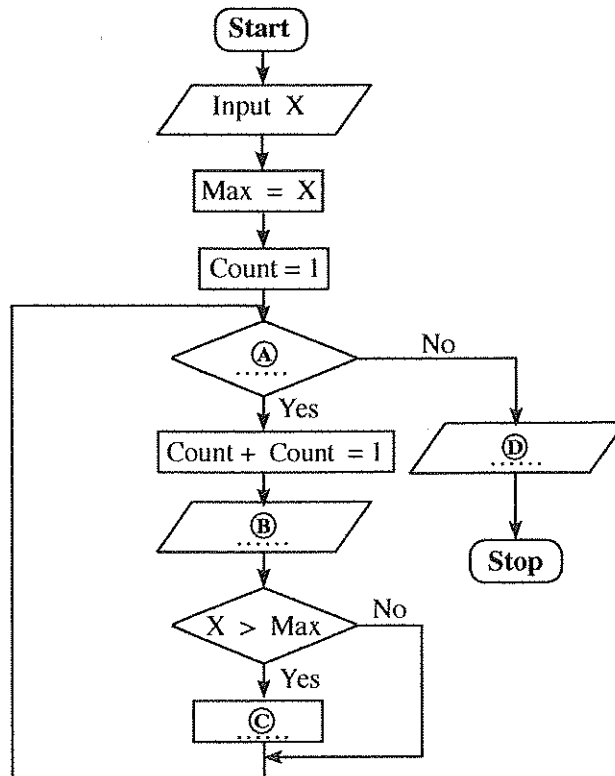 Start
Input X
Max = X
Count = 1
Ⓐ
......
No
Yes
Count + Count = 1
Ⓓ
......
Ⓑ
......
Stop
X > Max
No
Yes
Ⓒ
......